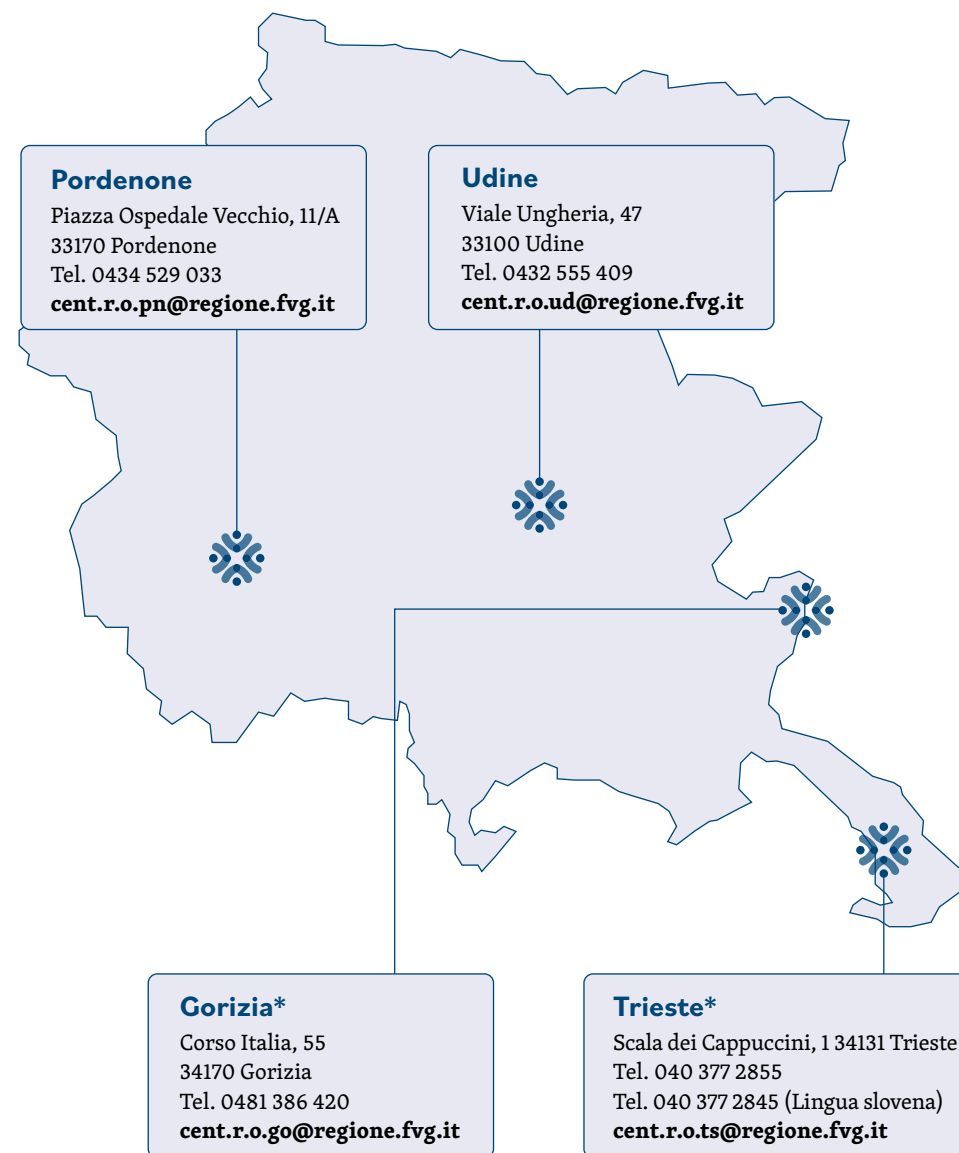 Pordenone
Piazza Ospedale Vecchio, 11/A
33170 Pordenone
Tel. 0434 529 033
cent.r.o.pn@regione.fvg.it
Udine
Viale Ungheria, 47
33100 Udine
Tel. 0432 555 409
cent.r.o.ud@regione.fvg.it
Gorizia*
Corso Italia, 55
34170 Gorizia
Tel. 0481 386 420
cent.r.o.go@regione.fvg.it
Trieste*
Scala dei Cappuccini, 1 34131 Trieste
Tel. 040 377 2855
Tel. 040 377 2845 (Lingua slovena)
cent.r.o.ts@regione.fvg.it